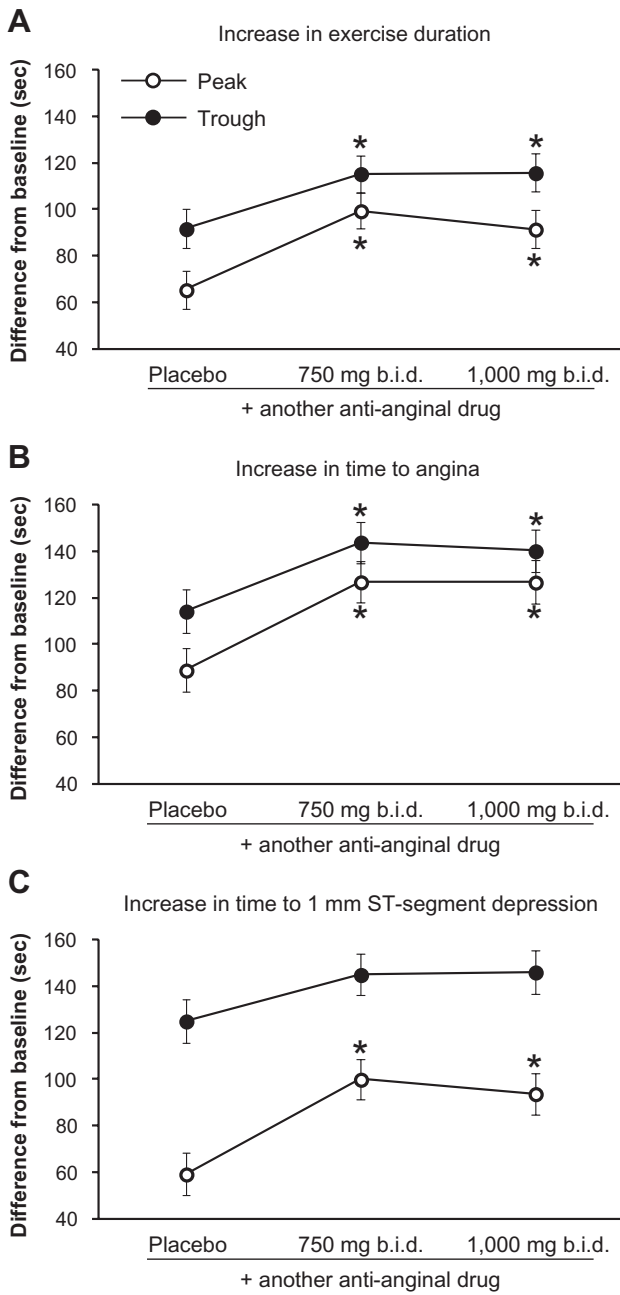 A
Increase in exercise duration
Difference from baseline (sec)
160
140
120
100
80
60
40
Peak
Trough
*
*
*
*
Placebo 750 mg b.i.d. 1,000 mg b.i.d.
+ another anti-anginal drug
B
Increase in time to angina
Difference from baseline (sec)
160
140
120
100
80
60
40
*
*
*
*
Placebo 750 mg b.i.d. 1,000 mg b.i.d.
+ another anti-anginal drug
C
Increase in time to 1 mm ST-segment depression
Difference from baseline (sec)
160
140
120
100
80
60
40
*
*
Placebo 750 mg b.i.d. 1,000 mg b.i.d.
+ another anti-anginal drug